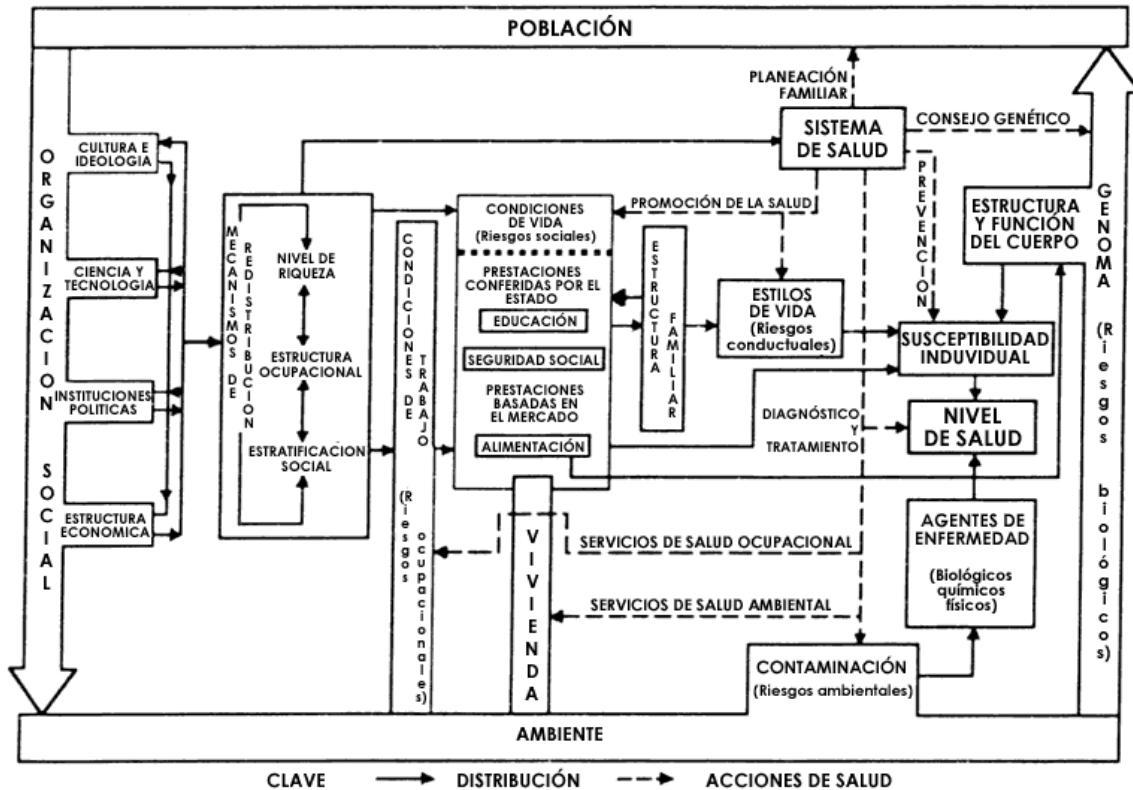 POBLACIÓN
PLANEACIÓN
FAMILIAR
SISTEMA
DE SALUD
CONSEJO GENÉTICO
PREVENCION
ORGANIZACION SOCIAL
CULTURA E
IDEOLOGIA
CIENCIA Y
TECNOLOGIA
INSTITUCIONES
POLITICAS
ESTRUCTURA
ECONOMICA
MECANISMOS DE
REDISTRIBUCION
NIVEL DE
RIQUEZA
ESTRUCTURA
OCUPACIONAL
ESTRATIFICACION
SOCIAL
CONDICIONES DE TRABAJO
(Riesgos ocupacionales)
CONDICIONES
DE VIDA
(Riesgos sociales)
PRESTACIONES
CONFERIDAS POR EL
ESTADO
EDUCACIÓN
SEGURIDAD SOCIAL
PRESTACIONES
BASADAS EN
EL MERCADO
ALIMENTACIÓN
VIVIENDA
PROMOCIÓN DE LA SALUD
ESTRUCTURA
FAMILIAR
ESTILOS
DE VIDA
(Riesgos
conductuales)
ESTRUCTURA
Y FUNCIÓN
DEL CUERPO
SUSCEPTIBILIDAD
INDUVIDUAL
DIAGNÓSTICO
Y
TRATAMIENTO
NIVEL
DE SALUD
AGENTES DE
ENFERMEDAD
(Biológicos
químicos
físicos)
SERVICIOS DE SALUD OCUPACIONAL
SERVICIOS DE SALUD AMBIENTAL
CONTAMINACIÓN
(Riesgos ambientales)
GENOMA (Riesgos biológicos)
AMBIENTE
CLAVE DISTRIBUCIÓN ACCIONES DE SALUD